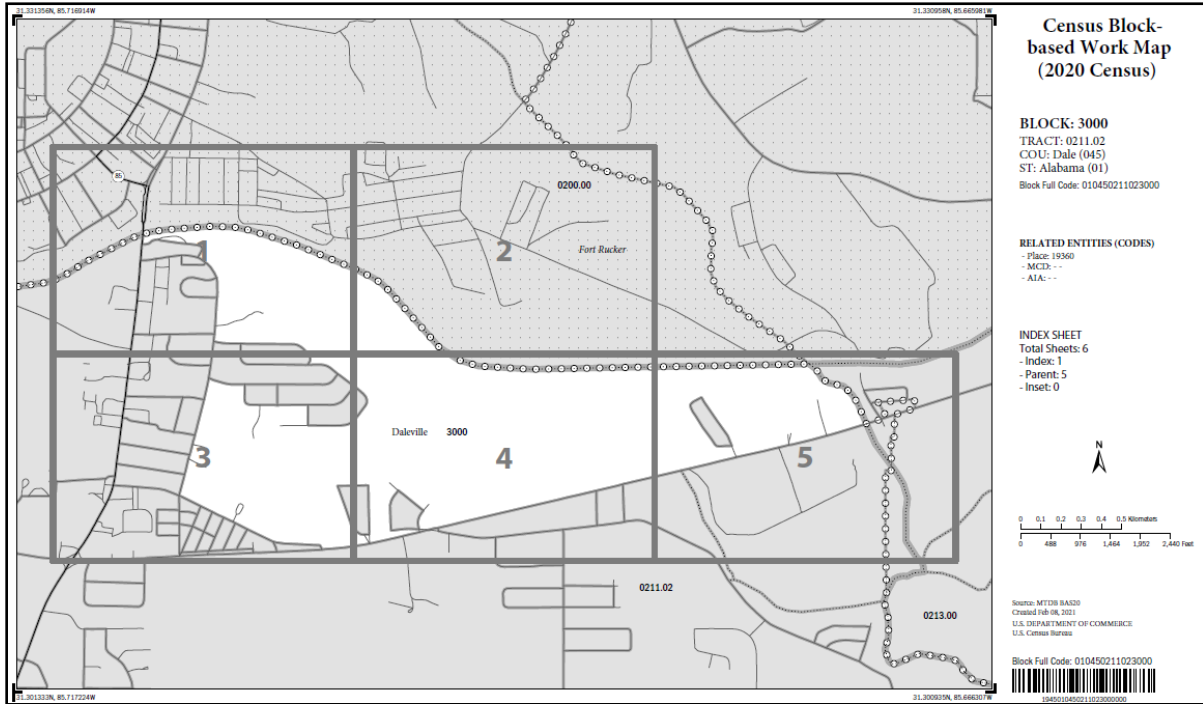 31.331356N, 85.716914W
31.330958N, 85.665981W
85
1
2
0200.00
Fort Rucker
3
Daleville 3000
4
5
0211.02
0213.00
31.301333N, 85.717224W
31.300935N, 85.666307W
Census Block-
based Work Map
(2020 Census)
BLOCK: 3000
TRACT: 0211.02
COU: Dale (045)
ST: Alabama (01)
Block Full Code: 010450211023000
RELATED ENTITIES (CODES)
- Place: 19360
- MCD: - -
- AIA: - -
INDEX SHEET
Total Sheets: 6
- Index: 1
- Parent: 5
- Inset: 0
N
0 0.1 0.2 0.3 0.4 0.5 Kilometers
0 488 976 1,464 1,952 2,440 Feet
Source: MTDB BAS20
Created Feb 08, 2021
U.S. DEPARTMENT OF COMMERCE
U.S. Census Bureau
Block Full Code: 010450211023000
1945010450211023000000